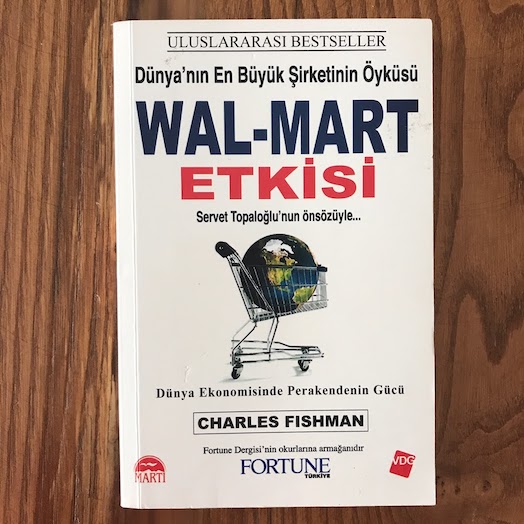 ULUSLARARASI BESTSELLER
Dünya'nın En Büyük Şirketinin Öyküsü
WAL-MART
ETKİSİ
Servet Topaloğlu'nun önsözüyle...
Dünya Ekonomisinde Perakendenin Gücü
CHARLES FISHMAN
Fortune Dergisi'nin okurlarına armağanıdır
FORTUNE
TÜRKİYE
MARTI
VDG